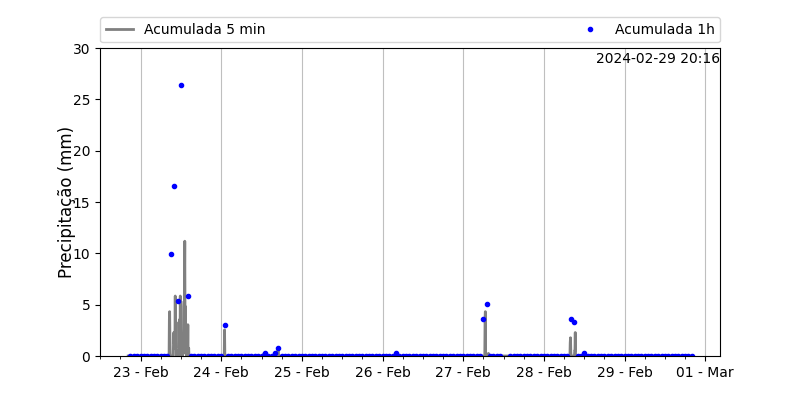 Acumulada 5 min
Acumulada 1h
2024-02-29 20:16
Precipitação (mm)
30
25
20
15
10
5
0
23 - Feb
24 - Feb
25 - Feb
26 - Feb
27 - Feb
28 - Feb
29 - Feb
01 - Mar